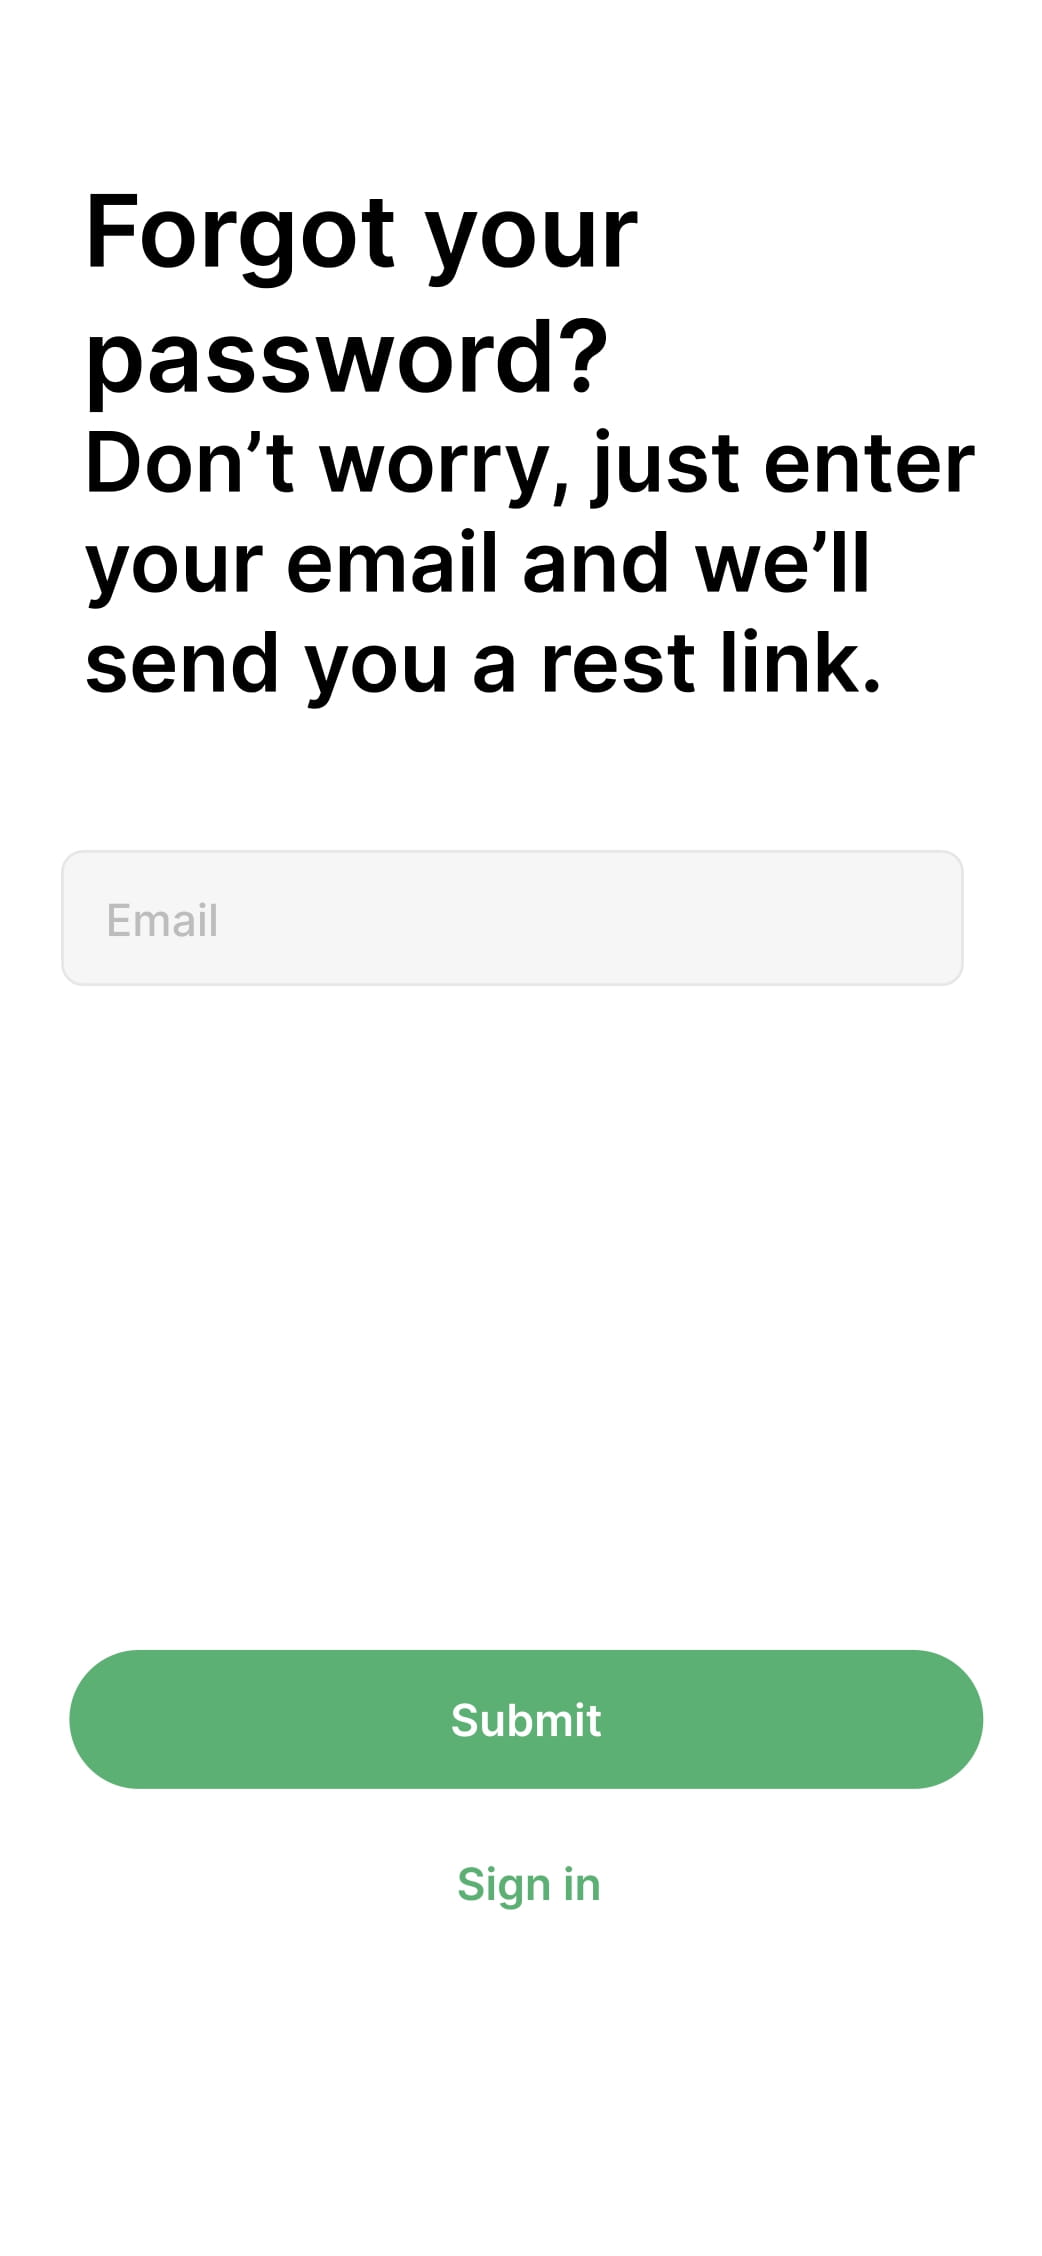 Forgot your
password?
Don’t worry, just enter
your email and we’ll
send you a rest link.
Email
Submit
Sign in